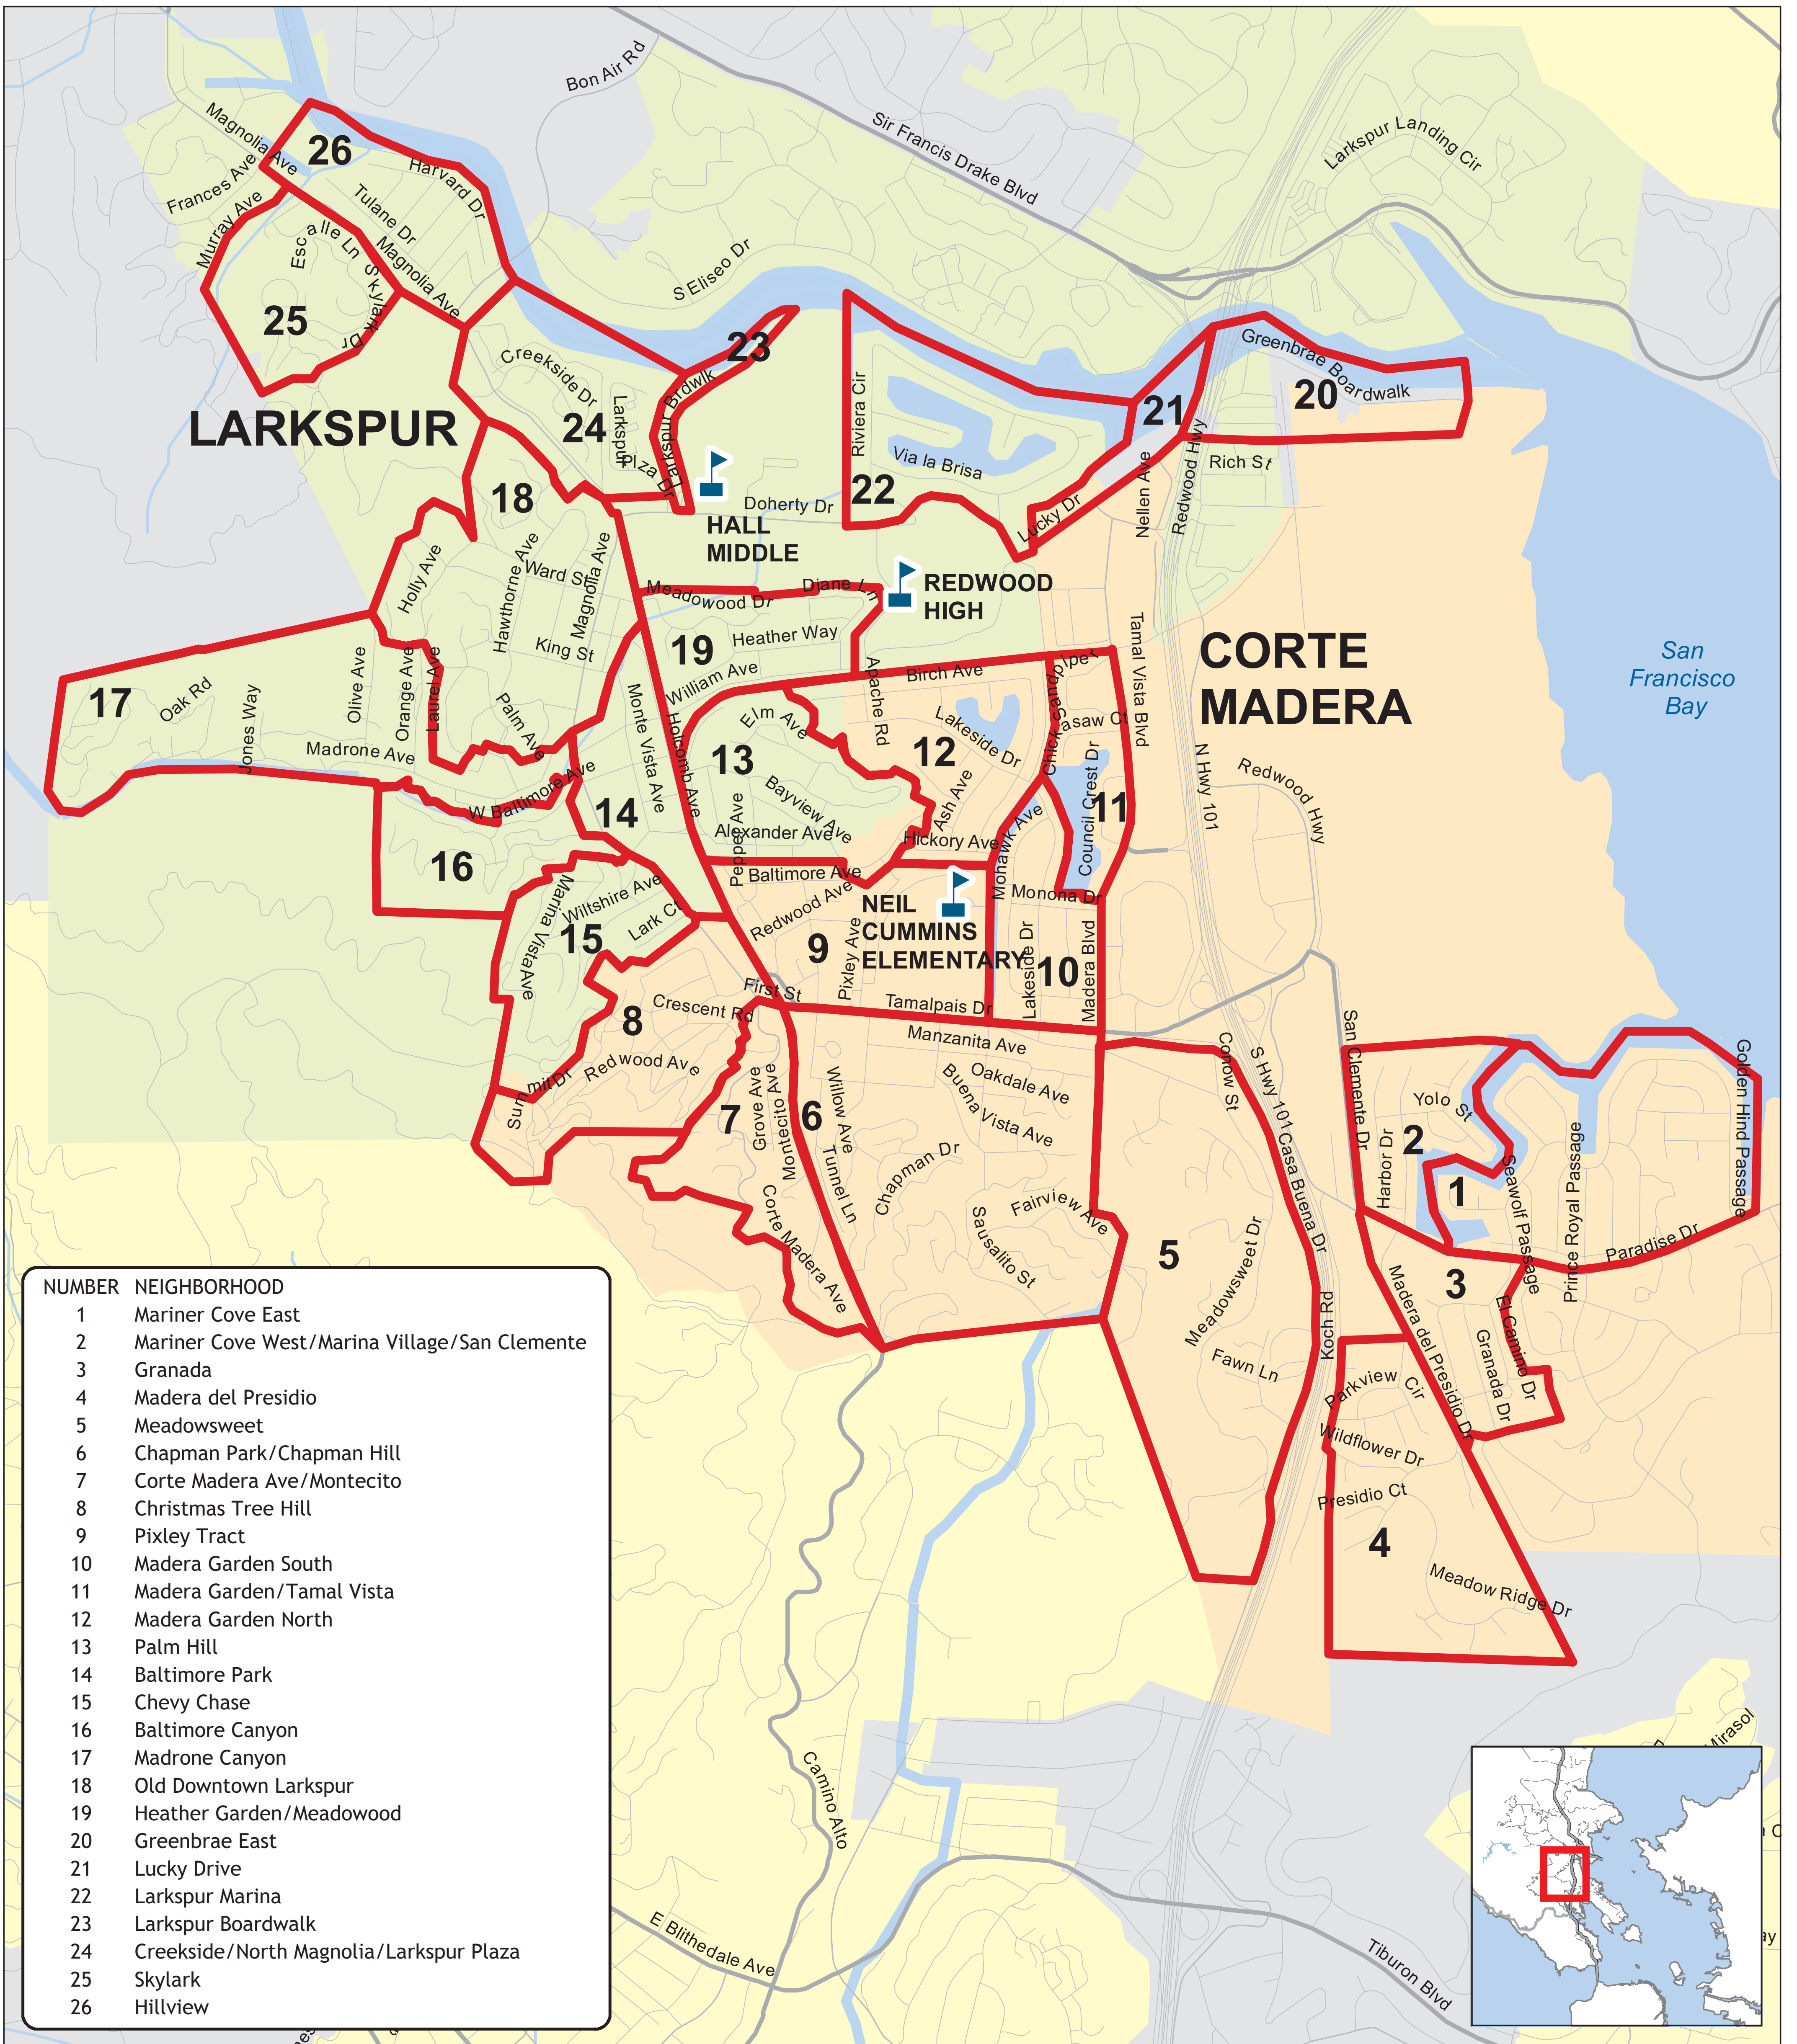 Bon Air Rd
Sir Francis Drake Blvd
Larkspur Landing Cir
Magnolia Ave
26
Frances Ave
Harvard Dr
Murray Ave
Tulane Dr
Escalle Ln
Magnolia Ave
Skylark Dr
25
S Eliseo Dr
23
Greenbrae Boardwalk
20
21
LARKSPUR
Creekside Dr
24
Larkspur Plza Dr
Larkspur Brdwlk
Riviera Cir
Via la Brisa
22
Rich St
Nellen Ave
Redwood Hwy
Lucky Dr
Doherty Dr
HALL
MIDDLE
18
Holly Ave
Hawthorne Ave
Ward St
Magnolia Ave
King St
Meadowood Dr
Diane Ln
REDWOOD
HIGH
Heather Way
19
William Ave
Birch Ave
Sandpiper
Tamal Vista Blvd
CORTE
MADERA
San
Francisco
Bay
17
Oak Rd
Jones Way
Olive Ave
Orange Ave
Laurel Ave
Palm Ave
Madrone Ave
Monte Vista Ave
Holcomb Ave
Elm Ave
13
Apache Rd
Lakeside Dr
12
Chickasaw Ct
Council Crest Dr
11
N Hwy 101
Redwood Hwy
W Baltimore Ave
14
Bayview Ave
Pepper Ave
Alexander Ave
Ash Ave
Hickory Ave
Mohawk Ave
16
Baltimore Ave
Redwood Ave
Monona Dr
Marina Vista Ave
Wiltshire Ave
Lark Ct
15
9
Pixley Ave
NEIL
CUMMINS
ELEMENTARY
Lakeside Dr
10
Madera Blvd
First St
Crescent Rd
8
Tamalpais Dr
Manzanita Ave
Redwood Ave
Summit Dr
7
Grove Ave
Montecito Ave
6
Willow Ave
Oakdale Ave
Buena Vista Ave
Conow St
S Hwy 101
San Clemente Dr
Golden Hind Passage
Yolo St
2
Harbor Dr
1
Seawolf Passage
Prince Royal Passage
Paradise Dr
Tunnel Ln
Chapman Dr
Fairview Ave
Sausalito St
Corte Madera Ave
Casa Buena Dr
5
Meadowsweet Dr
Fawn Ln
Koch Rd
3
Madera del Presidio Dr
El Camino Dr
Granada Dr
Parkview Cir
Wildflower Dr
Presidio Ct
4
Meadow Ridge Dr
Camino Alto
E Blithedale Ave
Tiburon Blvd
Mirasol
NUMBER NEIGHBORHOOD
1 Mariner Cove East
2 Mariner Cove West/Marina Village/San Clemente
3 Granada
4 Madera del Presidio
5 Meadowsweet
6 Chapman Park/Chapman Hill
7 Corte Madera Ave/Montecito
8 Christmas Tree Hill
9 Pixley Tract
10 Madera Garden South
11 Madera Garden/Tamal Vista
12 Madera Garden North
13 Palm Hill
14 Baltimore Park
15 Chevy Chase
16 Baltimore Canyon
17 Madrone Canyon
18 Old Downtown Larkspur
19 Heather Garden/Meadowood
20 Greenbrae East
21 Lucky Drive
22 Larkspur Marina
23 Larkspur Boardwalk
24 Creekside/North Magnolia/Larkspur Plaza
25 Skylark
26 Hillview